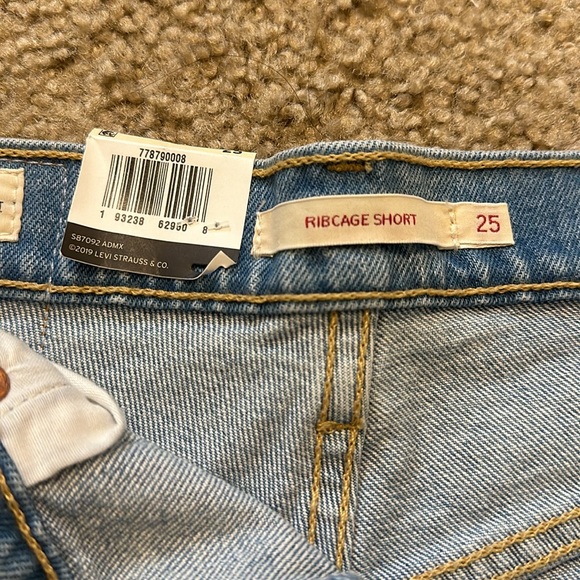 778790008
1 93238 62950 8
SB7092 ADMX
©2019 LEVI STRAUSS & CO.
RIBCAGE SHORT
25